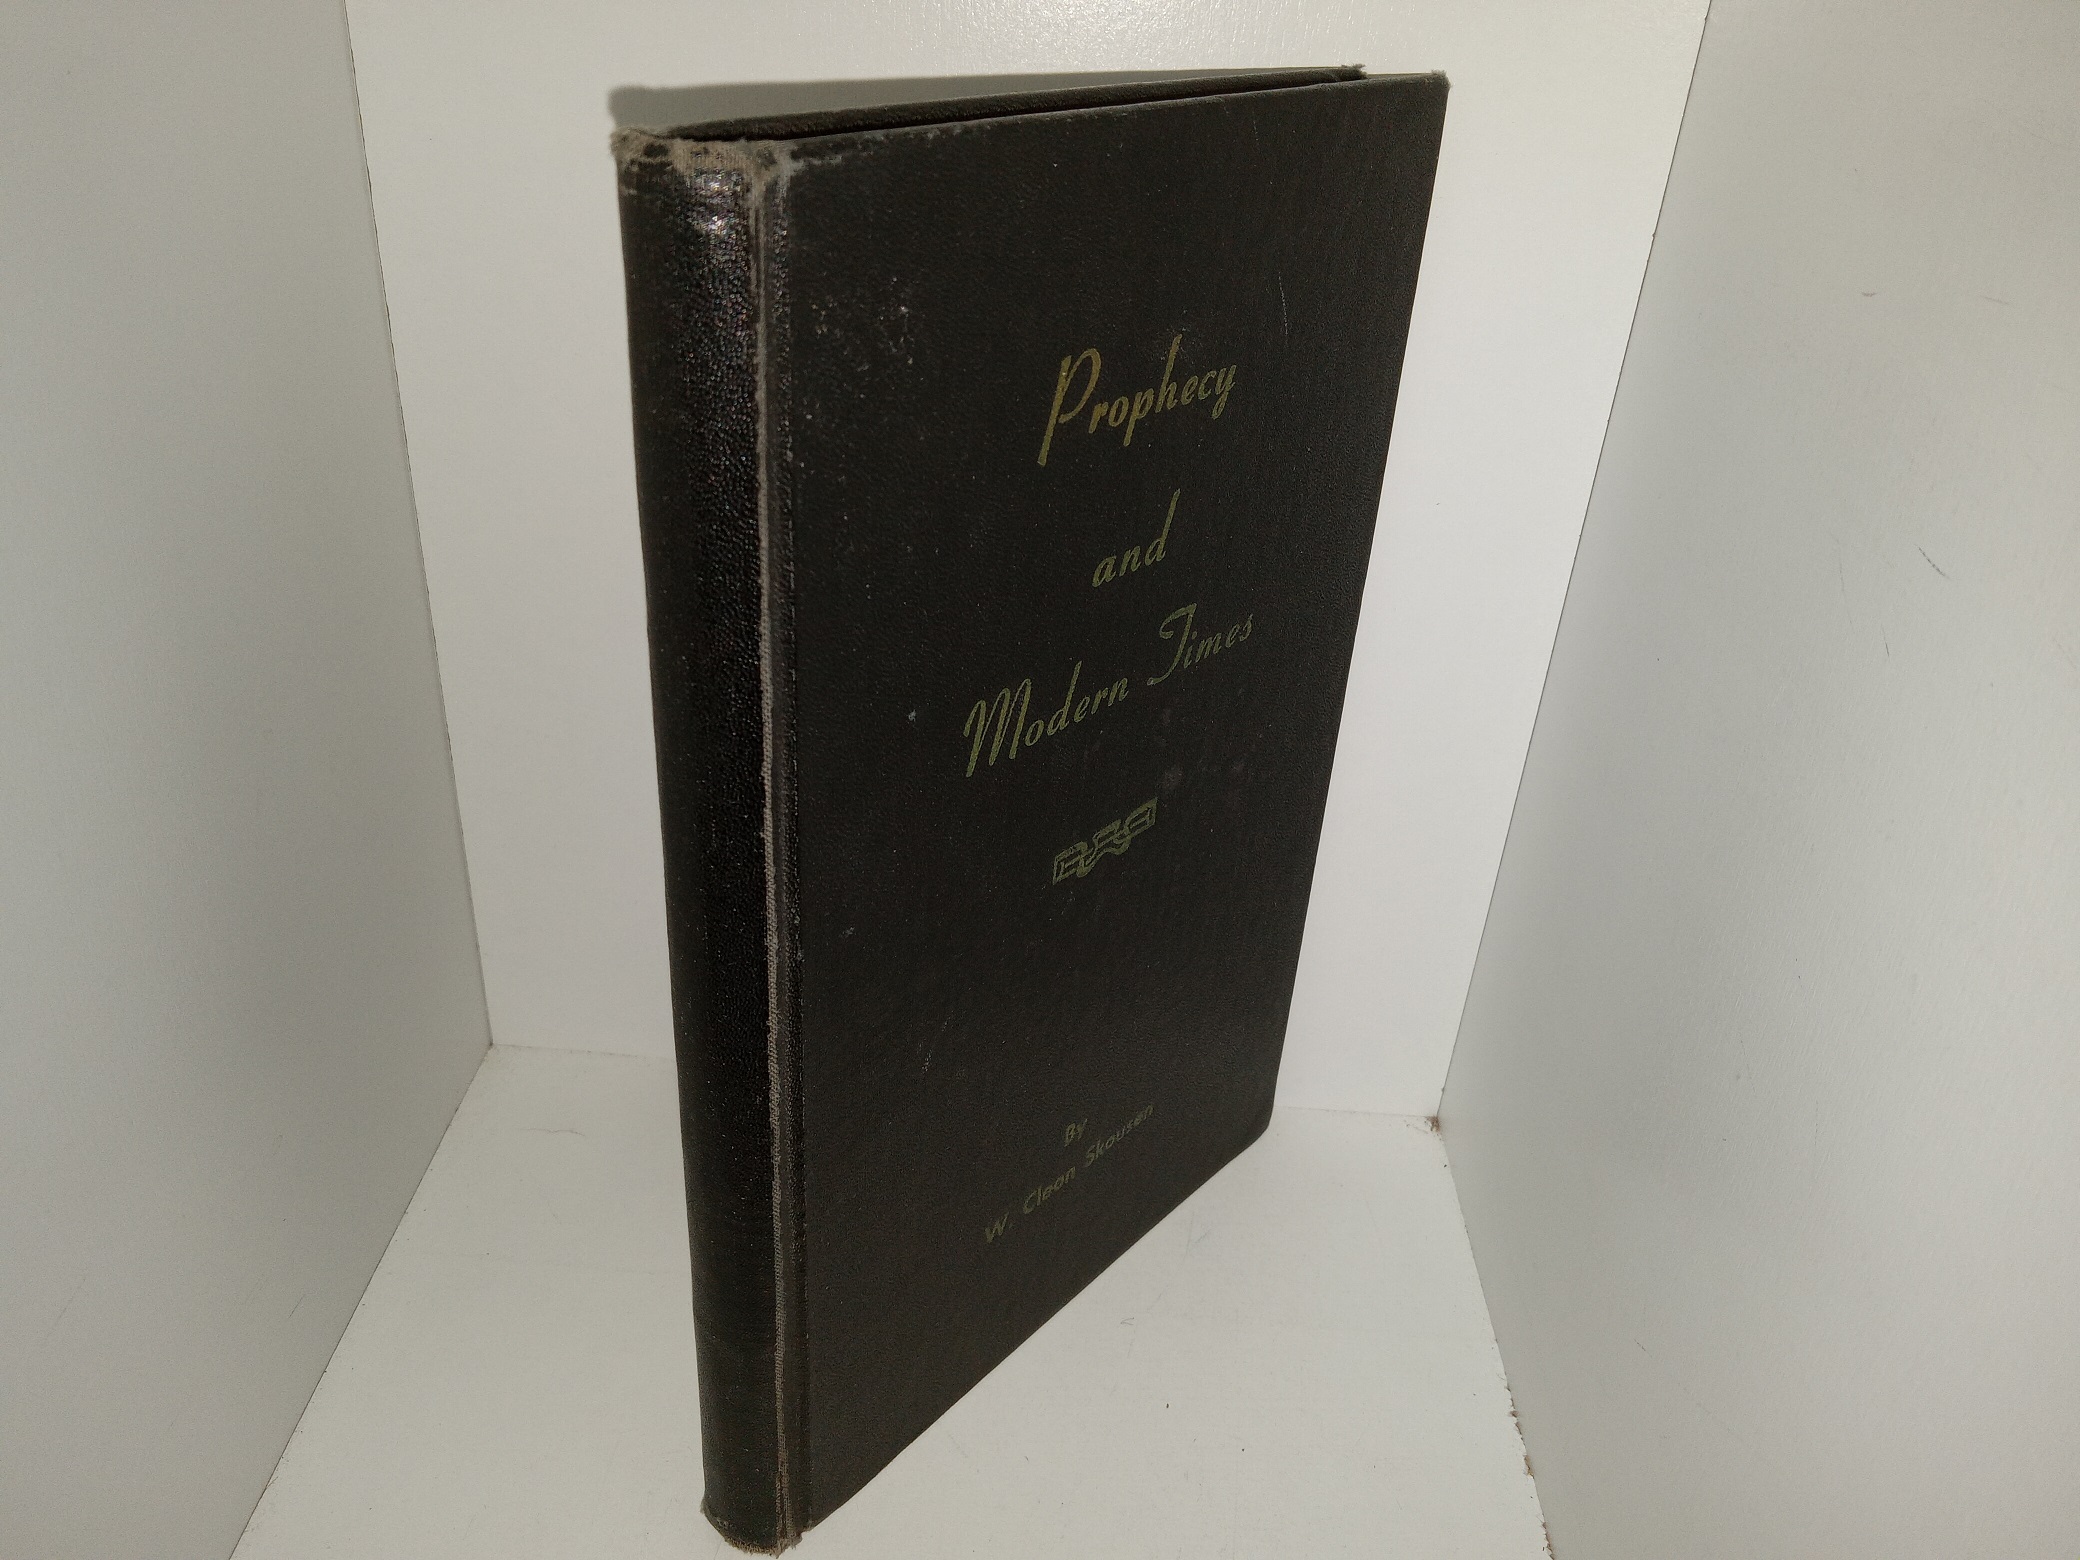 Prophecy
and
Modern Times
By
W. Cleon Skousen